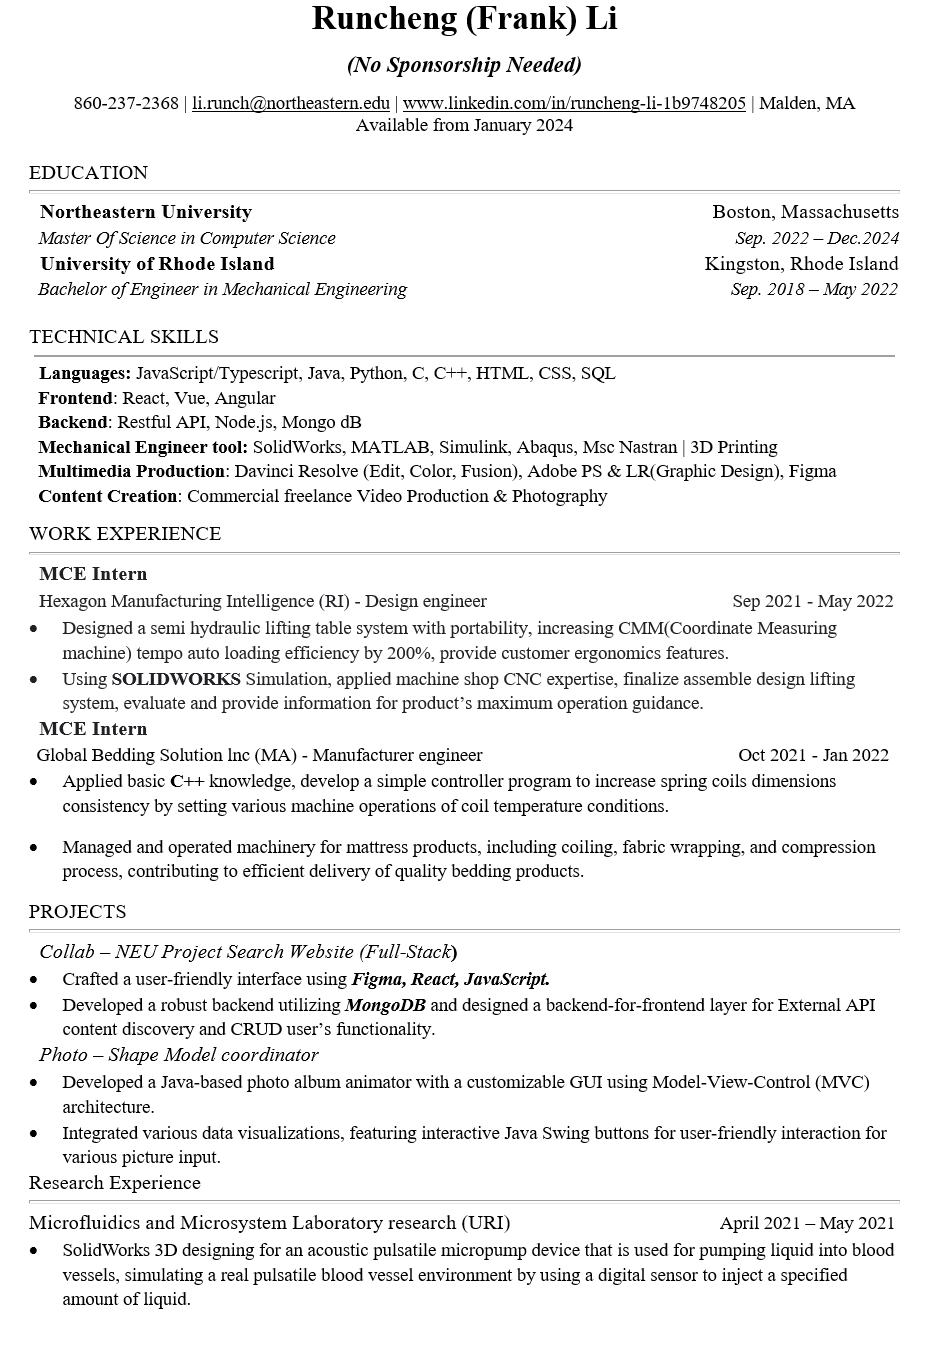 Runcheng (Frank) Li
(No Sponsorship Needed)
860-237-2368 | li.runch@northeastern.edu | www.linkedin.com/in/runcheng-li-1b9748205 | Malden, MA
Available from January 2024
EDUCATION
Northeastern University Boston, Massachusetts
Master Of Science in Computer Science Sep. 2022 – Dec.2024
University of Rhode Island Kingston, Rhode Island
Bachelor of Engineer in Mechanical Engineering Sep. 2018 – May 2022
TECHNICAL SKILLS
Languages: JavaScript/Typescript, Java, Python, C, C++, HTML, CSS, SQL
Frontend: React, Vue, Angular
Backend: Restful API, Node.js, Mongo dB
Mechanical Engineer tool: SolidWorks, MATLAB, Simulink, Abaqus, Msc Nastran | 3D Printing
Multimedia Production: Davinci Resolve (Edit, Color, Fusion), Adobe PS & LR(Graphic Design), Figma
Content Creation: Commercial freelance Video Production & Photography
WORK EXPERIENCE
MCE Intern
Hexagon Manufacturing Intelligence (RI) - Design engineer Sep 2021 - May 2022
• Designed a semi hydraulic lifting table system with portability, increasing CMM(Coordinate Measuring
machine) tempo auto loading efficiency by 200%, provide customer ergonomics features.
• Using SOLIDWORKS Simulation, applied machine shop CNC expertise, finalize assemble design lifting
system, evaluate and provide information for product’s maximum operation guidance.
MCE Intern
Global Bedding Solution lnc (MA) - Manufacturer engineer Oct 2021 - Jan 2022
• Applied basic C++ knowledge, develop a simple controller program to increase spring coils dimensions
consistency by setting various machine operations of coil temperature conditions.
• Managed and operated machinery for mattress products, including coiling, fabric wrapping, and compression
process, contributing to efficient delivery of quality bedding products.
PROJECTS
Collab – NEU Project Search Website (Full-Stack)
• Crafted a user-friendly interface using Figma, React, JavaScript.
• Developed a robust backend utilizing MongoDB and designed a backend-for-frontend layer for External API
content discovery and CRUD user’s functionality.
Photo – Shape Model coordinator
• Developed a Java-based photo album animator with a customizable GUI using Model-View-Control (MVC)
architecture.
• Integrated various data visualizations, featuring interactive Java Swing buttons for user-friendly interaction for
various picture input.
Research Experience
Microfluidics and Microsystem Laboratory research (URI) April 2021 – May 2021
• SolidWorks 3D designing for an acoustic pulsatile micropump device that is used for pumping liquid into blood
vessels, simulating a real pulsatile blood vessel environment by using a digital sensor to inject a specified
amount of liquid.